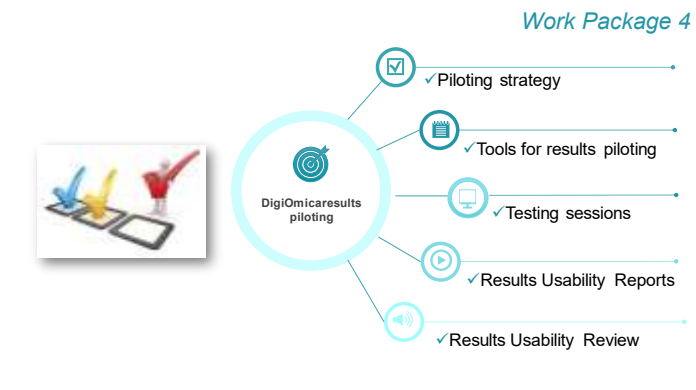 Work Package 4
✓Piloting strategy
✓Tools for results piloting
DigiOmicaresults
piloting
✓Testing sessions
✓Results Usability Reports
✓Results Usability Review